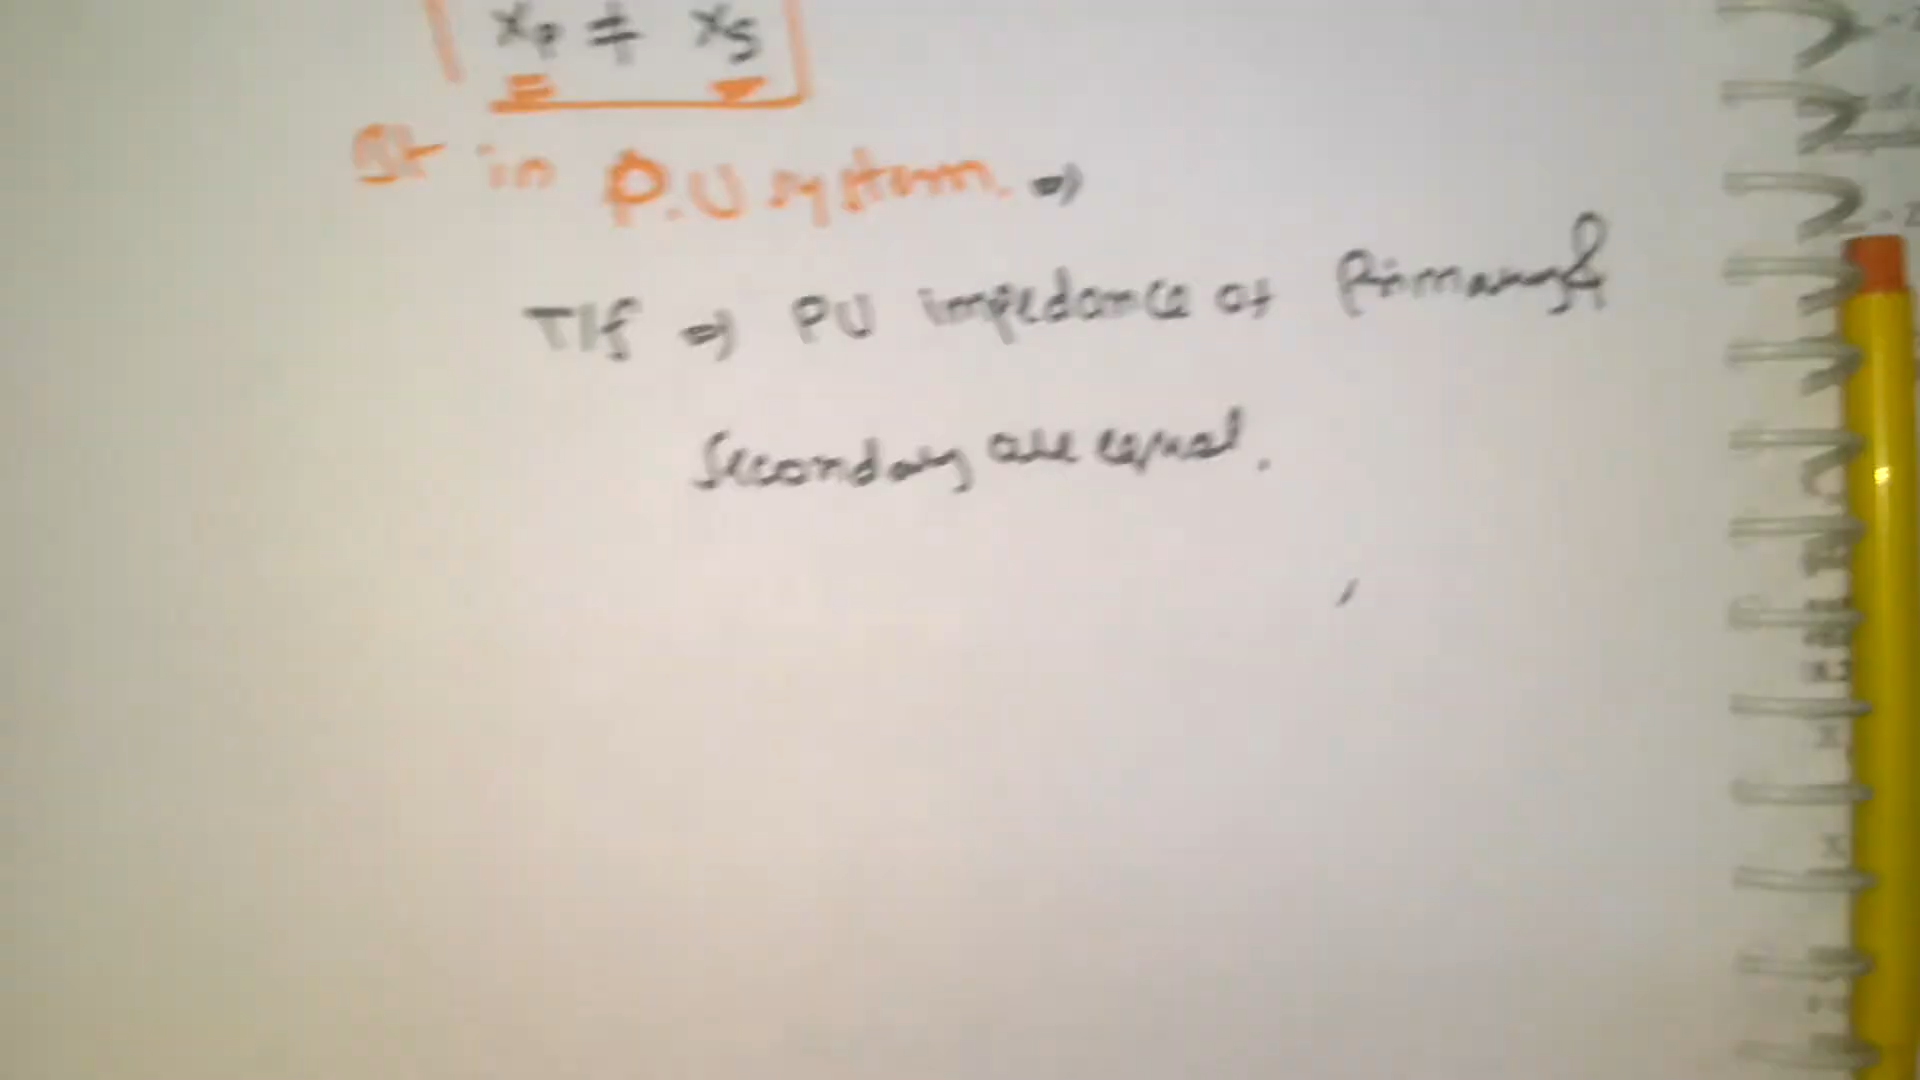 XP ≠ XS
in P.U system. ⇒
T/f ⇒ PU impedance of Primary &
Secondary are equal.